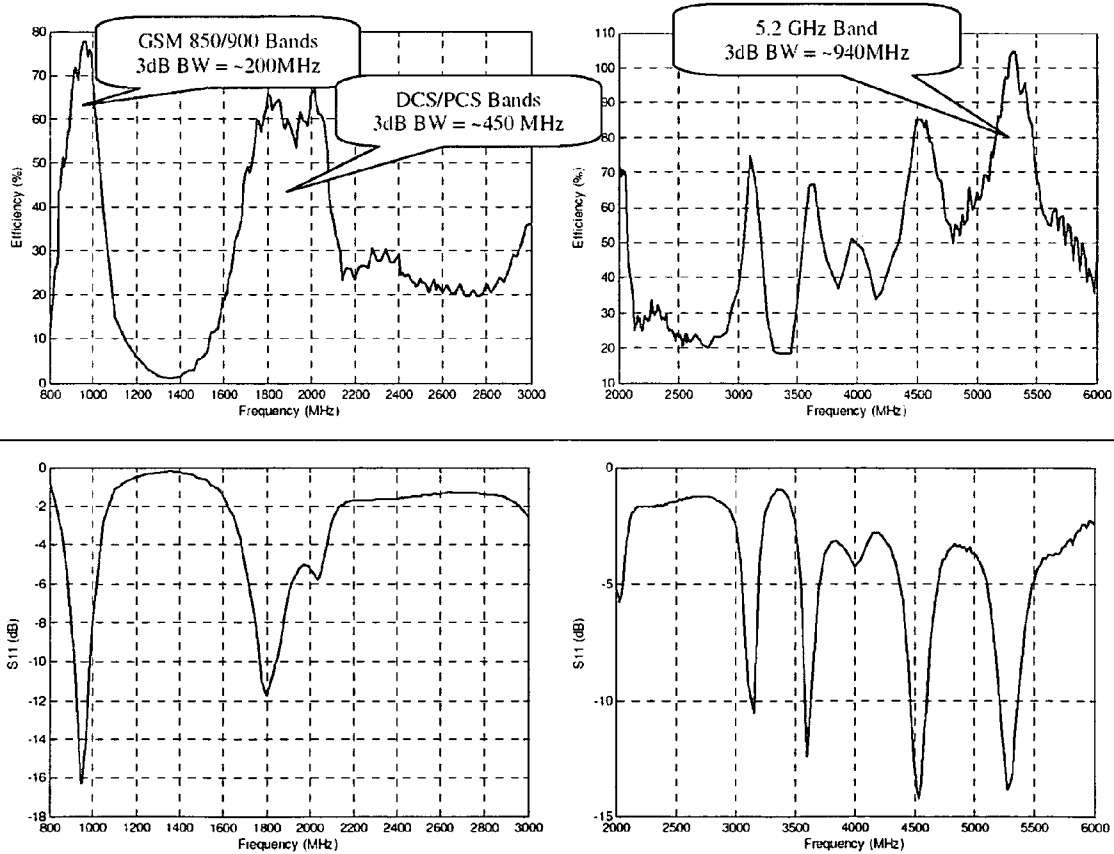 GSM 850/900 Bands
3dB BW = ~200MHz
DCS/PCS Bands
3dB BW = ~450 MHz
80
70
60
50
40
30
20
10
0
Efficiency (%)
800 1000 1200 1400 1600 1800 2000 2200 2400 2600 2800 3000
Frequency (MHz)
5.2 GHz Band
3dB BW = ~940MHz
110
100
90
80
70
60
50
40
30
20
10
Efficiency (%)
2000 2500 3000 3500 4000 4500 5000 5500 6000
Frequency (MHz)
0
-2
-4
-6
-8
-10
-12
-14
-16
-18
S11 (dB)
800 1000 1200 1400 1600 1800 2000 2200 2400 2600 2800 3000
Frequency (MHz)
0
-5
-10
-15
S11 (dB)
2000 2500 3000 3500 4000 4500 5000 5500 6000
Frequency (MHz)